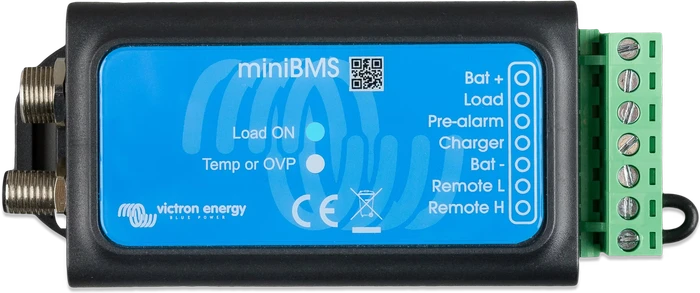 miniBMS
Load ON
Temp or OVP
Bat +
Load
Pre-alarm
Charger
Bat -
Remote L
Remote H
victron energy
BLUE POWER
CE